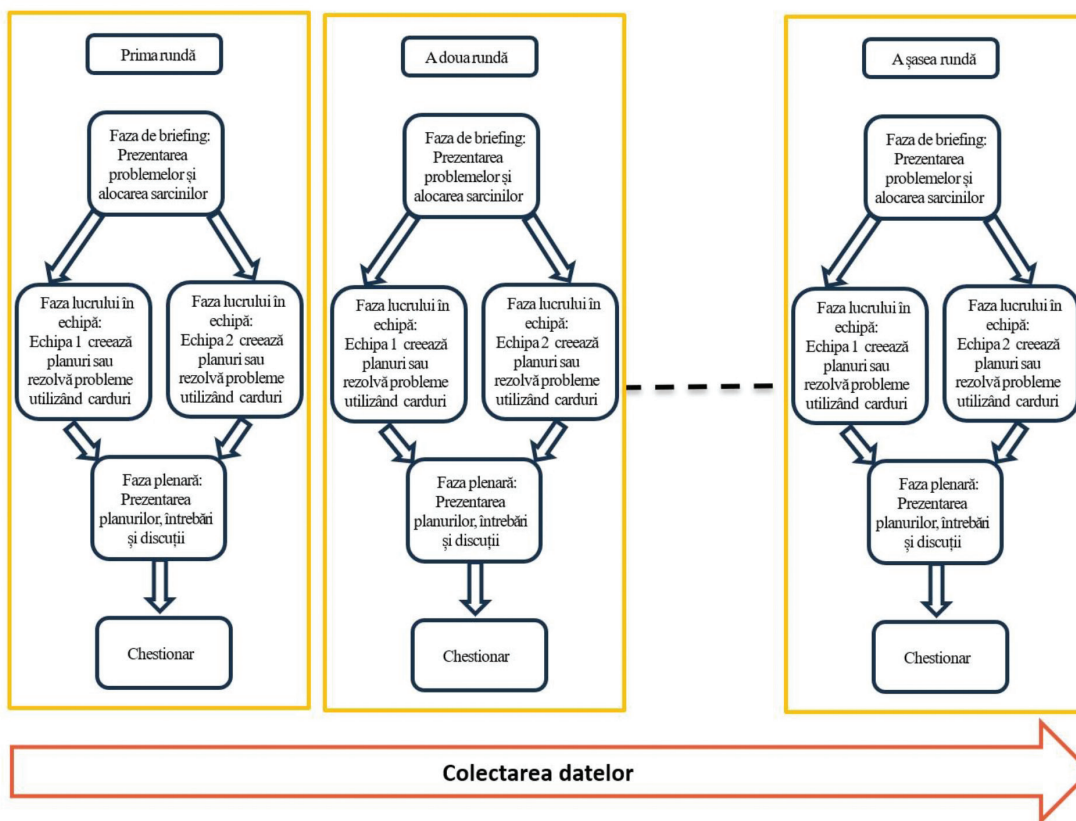 Prima rundă
Faza de briefing:
Prezentarea
problemelor și
alocarea sarcinilor
Faza lucrului în
echipă:
Echipa 1 creează
planuri sau
rezolvă probleme
utilizând carduri
Faza lucrului în
echipă:
Echipa 2 creează
planuri sau
rezolvă probleme
utilizând carduri
Faza plenară:
Prezentarea
planurilor, întrebări
și discuții
Chestionar
A doua rundă
Faza de briefing:
Prezentarea
problemelor și
alocarea sarcinilor
Faza lucrului în
echipă:
Echipa 1 creează
planuri sau
rezolvă probleme
utilizând carduri
Faza lucrului în
echipă:
Echipa 2 creează
planuri sau
rezolvă probleme
utilizând carduri
Faza plenară:
Prezentarea
planurilor, întrebări
și discuții
Chestionar
A șasea rundă
Faza de briefing:
Prezentarea
problemelor și
alocarea sarcinilor
Faza lucrului în
echipă:
Echipa 1 creează
planuri sau
rezolvă probleme
utilizând carduri
Faza lucrului în
echipă:
Echipa 2 creează
planuri sau
rezolvă probleme
utilizând carduri
Faza plenară:
Prezentarea
planurilor, întrebări
și discuții
Chestionar
Colectarea datelor